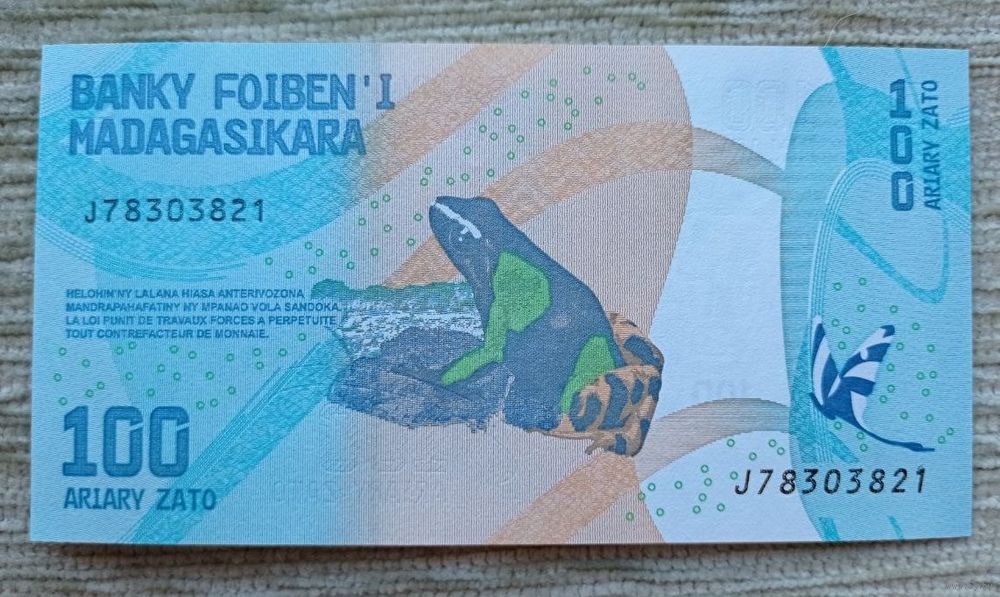 BANKY FOIBEN'I
MADAGASIKARA
J78303821
HELOHIN'NY LALANA HIASA ANTERIVOZONA
MANDRAPAHAFATINY NY MPANAO VOLA SANDOKA.
LA LOI PUNIT DE TRAVAUX FORCES A PERPETUITE
TOUT CONTREFACTEUR DE MONNAIE.
100
ARIARY ZATO
100
ARIARY ZATO
J78303821